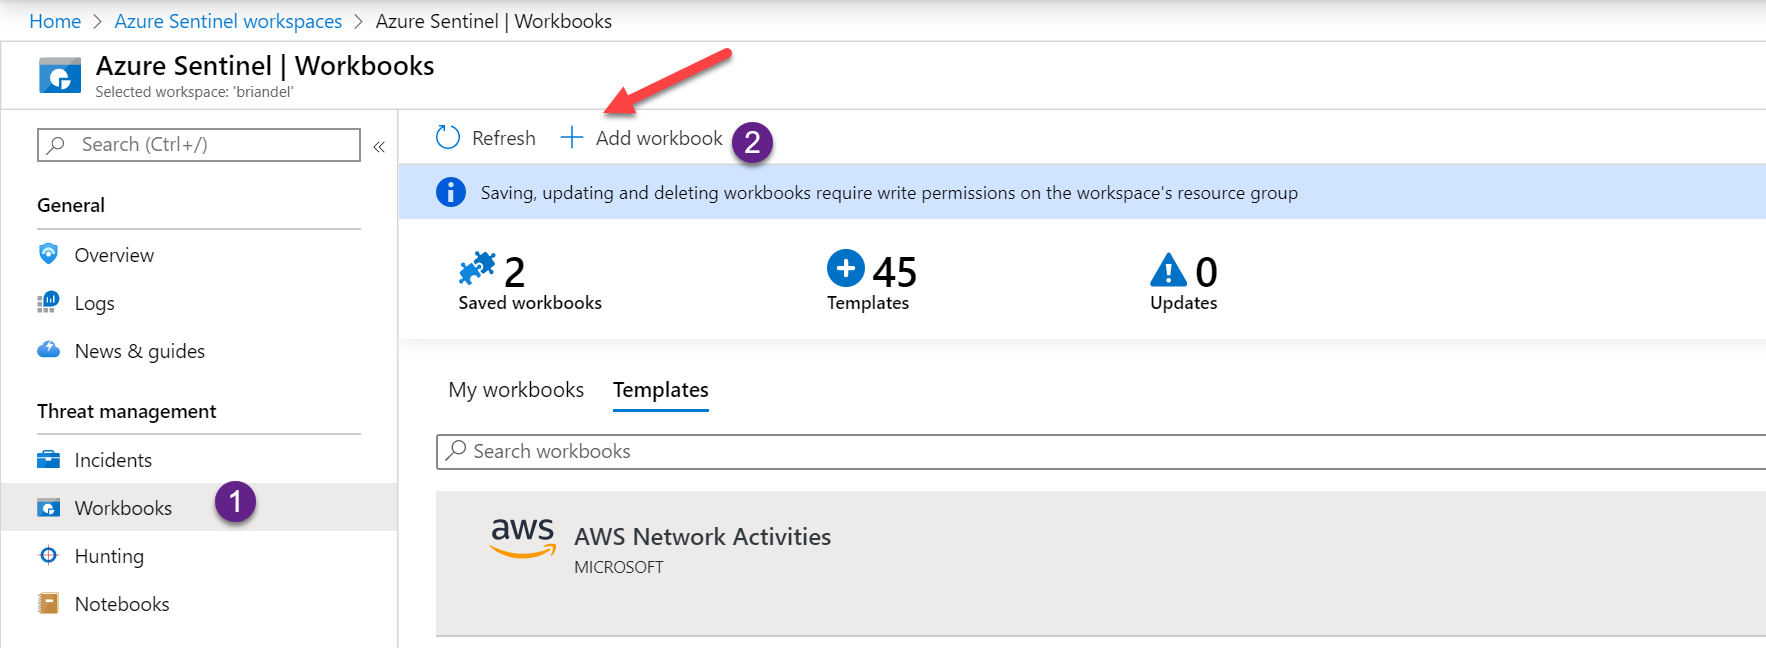 Home > Azure Sentinel workspaces > Azure Sentinel | Workbooks
Azure Sentinel | Workbooks
Selected workspace: 'briandel'
Search (Ctrl+/)
«
General
Overview
Logs
News & guides
Threat management
Incidents
Workbooks
1
Hunting
Notebooks
Refresh
+ Add workbook
2
Saving, updating and deleting workbooks require write permissions on the workspace's resource group
2
Saved workbooks
45
Templates
0
Updates
My workbooks
Templates
Search workbooks
aws
AWS Network Activities
MICROSOFT